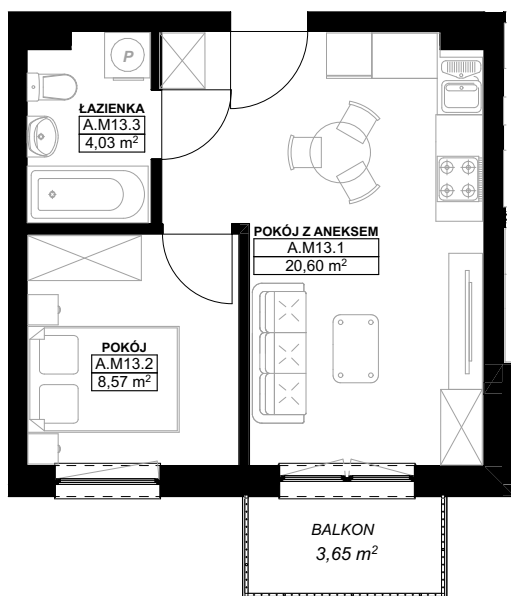 P
ŁAZIENKA
A.M13.3
4,03 m²
POKÓJ Z ANEKSEM
A.M13.1
20,60 m²
POKÓJ
A.M13.2
8,57 m²
BALKON
3,65 m²